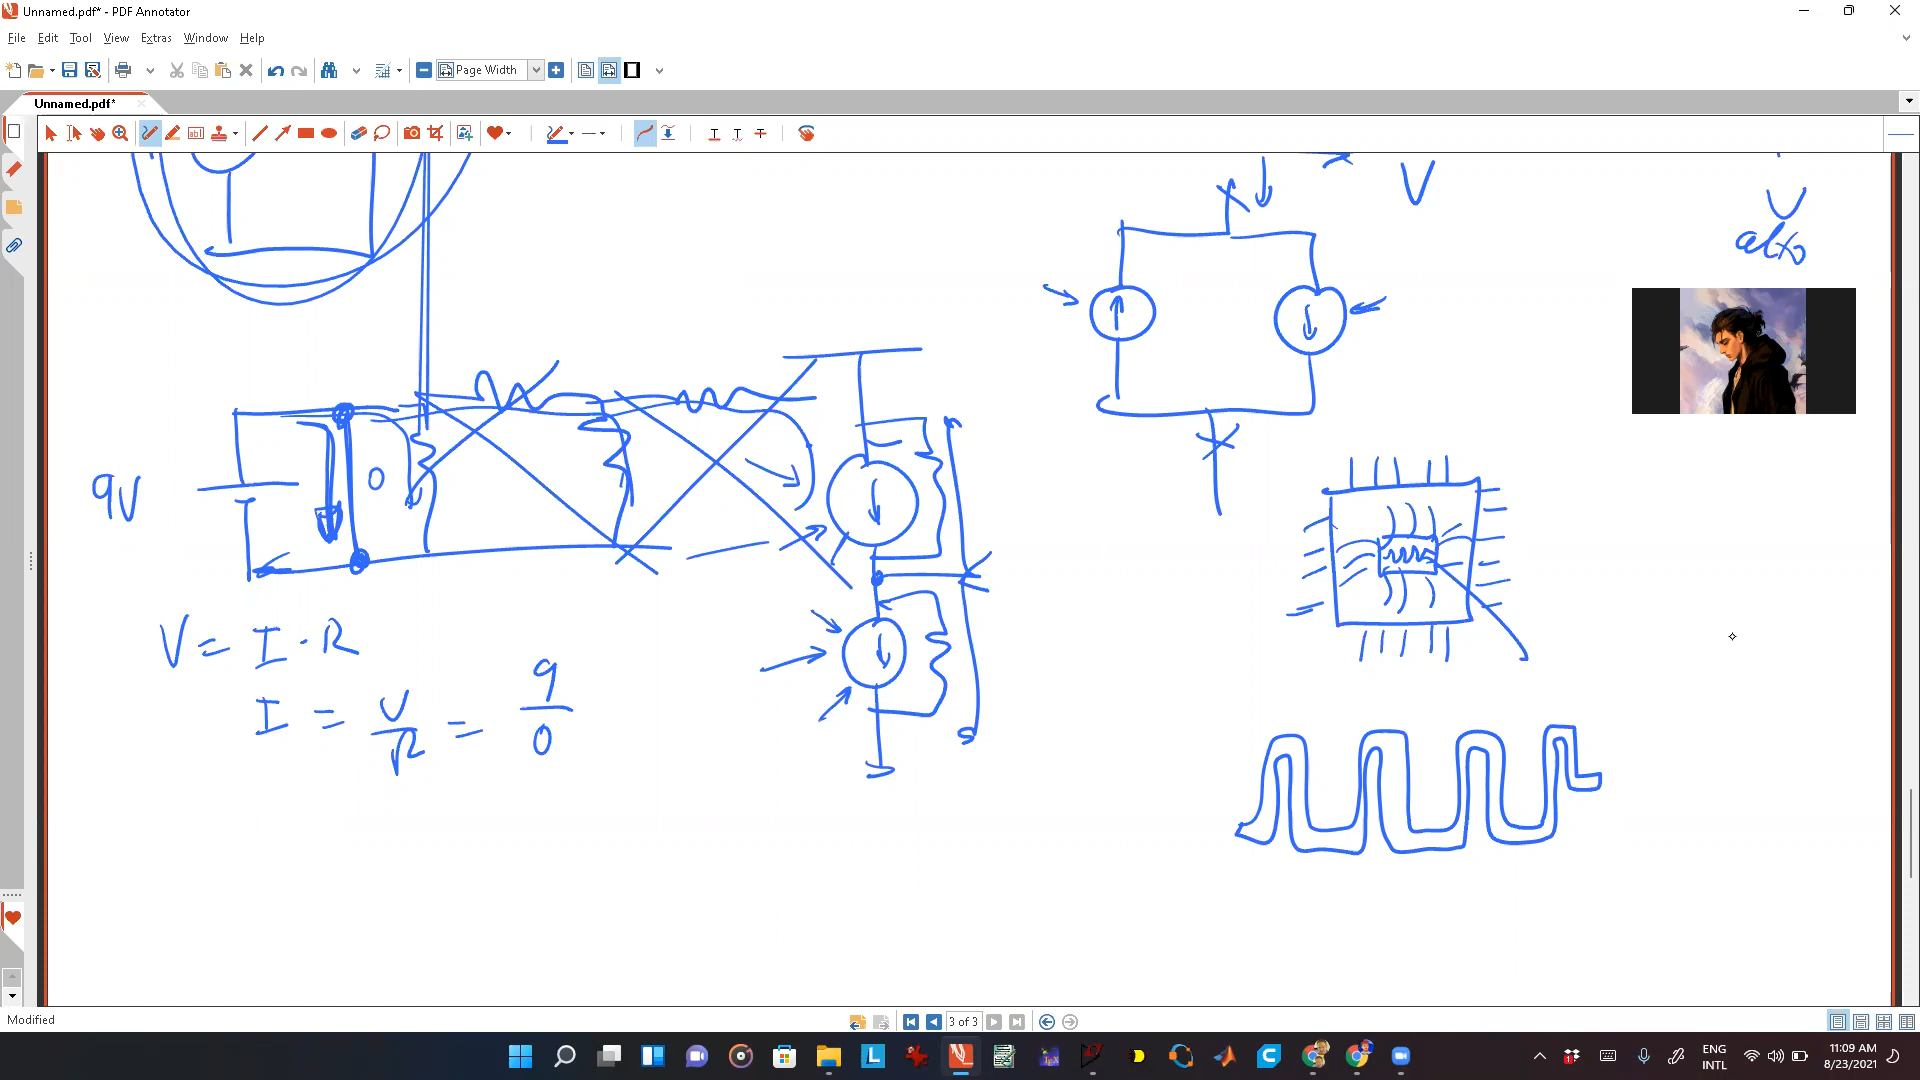 Unnamed.pdf* - PDF Annotator
File Edit Tool View Extras Window Help
Page Width
Unnamed.pdf*
V
V
alto
9V
0
V = I · R
I = V/R = 9/0
Modified
3 of 3
ENG
INTL
11:09 AM
8/23/2021